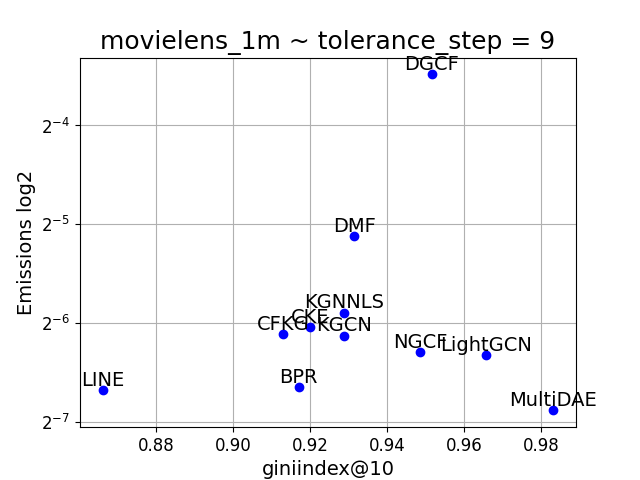 movielens_1m ~ tolerance_step = 9
DGCF
2⁻⁴
2⁻⁵
DMF
KGNNLS
CKE
CFKG
KGCN
2⁻⁶
NGCF
LightGCN
LINE
BPR
MultiDAE
2⁻⁷
Emissions log2
0.88 0.90 0.92 0.94 0.96 0.98
giniindex@10